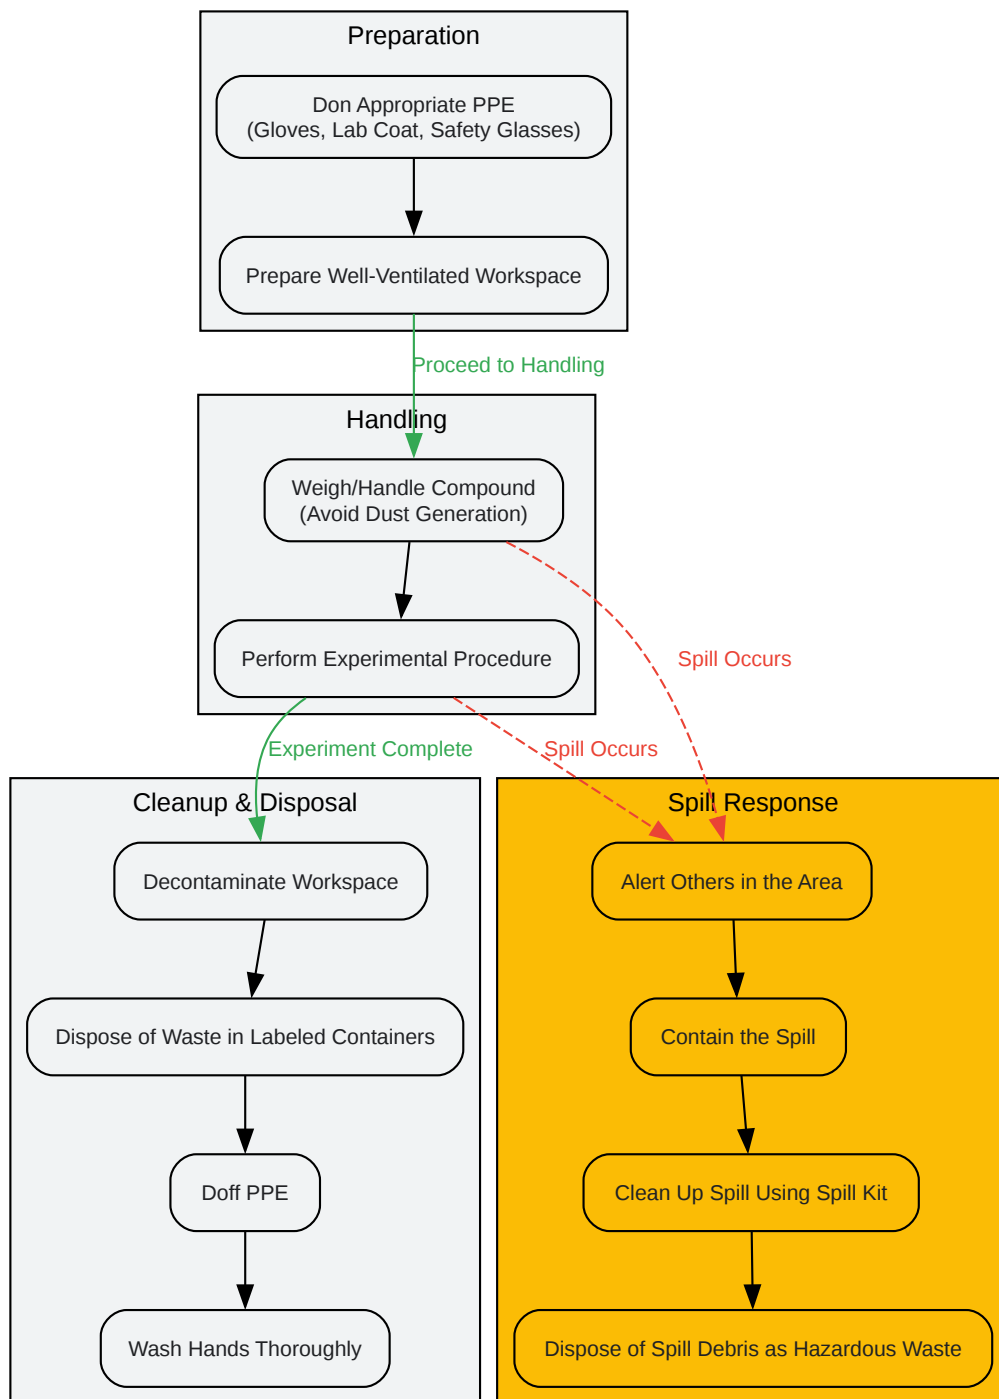 Preparation
Don Appropriate PPE
(Gloves, Lab Coat, Safety Glasses)
Prepare Well-Ventilated Workspace
Proceed to Handling
Handling
Weigh/Handle Compound
(Avoid Dust Generation)
Perform Experimental Procedure
Spill Occurs
Experiment Complete
Spill Occurs
Cleanup & Disposal
Decontaminate Workspace
Dispose of Waste in Labeled Containers
Doff PPE
Wash Hands Thoroughly
Spill Response
Alert Others in the Area
Contain the Spill
Clean Up Spill Using Spill Kit
Dispose of Spill Debris as Hazardous Waste